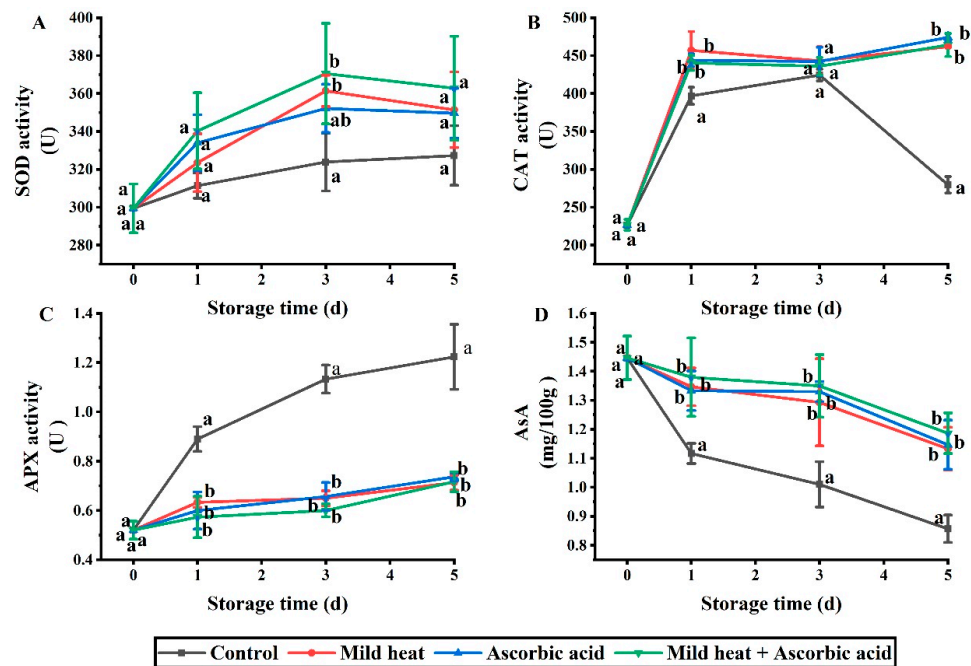 A
SOD activity
(U)
400
380
360
340
320
300
280
a
a
a
a
a
a
a
a
b
b
ab
a
a
a
a
a
0
1
2
3
4
5
Storage time (d)
B
CAT activity
(U)
500
450
400
350
300
250
200
a
a
a
a
b
b
b
a
a
a
a
a
b
b
b
a
0
1
2
3
4
5
Storage time (d)
C
APX activity
(U)
1.4
1.2
1.0
0.8
0.6
0.4
a
a
a
a
a
b
b
b
a
b
b
b
a
b
b
b
0
1
2
3
4
5
Storage time (d)
D
AsA
(mg/100g)
1.6
1.5
1.4
1.3
1.2
1.1
1.0
0.9
0.8
a
a
a
a
b
b
b
a
b
b
b
a
b
b
b
a
0
1
2
3
4
5
Storage time (d)
Control Mild heat Ascorbic acid Mild heat + Ascorbic acid